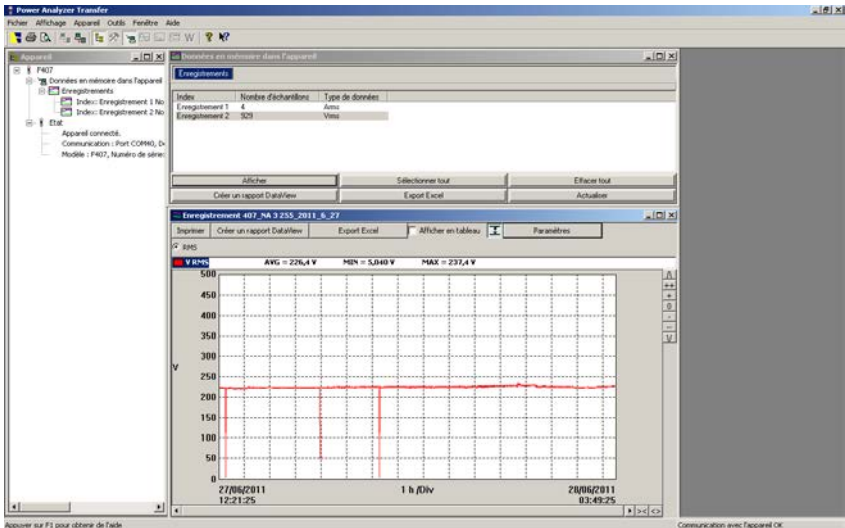 Power Analyzer Transfer
Fichier Affichage Appareil Outils Fenêtre Aide
W
Appareil
F407
Données en mémoire dans l'appareil
Enregistrements
Index: Enregistrement 1 No
Index: Enregistrement 2 No
Etat
Appareil connecté.
Communication : Port COM40, D
Modèle : F407, Numéro de série:
Données en mémoire dans l'appareil
Enregistrements
Index Nombre d'échantillons Type de données
Enregistrement 1 4 Arms
Enregistrement 2 929 Vrms
Afficher Sélectionner tout Effacer tout
Créer un rapport DataView Export Excel Actualiser
Enregistrement 407_NA 3 255_2011_6_27
Imprimer Créer un rapport DataView Export Excel Afficher en tableau Paramètres
RMS
V RMS AVG = 226,4 V MIN = 5,040 V MAX = 237,4 V
500
450
400
350
300
V
250
200
150
100
50
0
27/06/2011 1 h /Div 28/06/2011
12:21:25 03:49:25
Appuyer sur F1 pour obtenir de l'aide Communication avec l'appareil OK